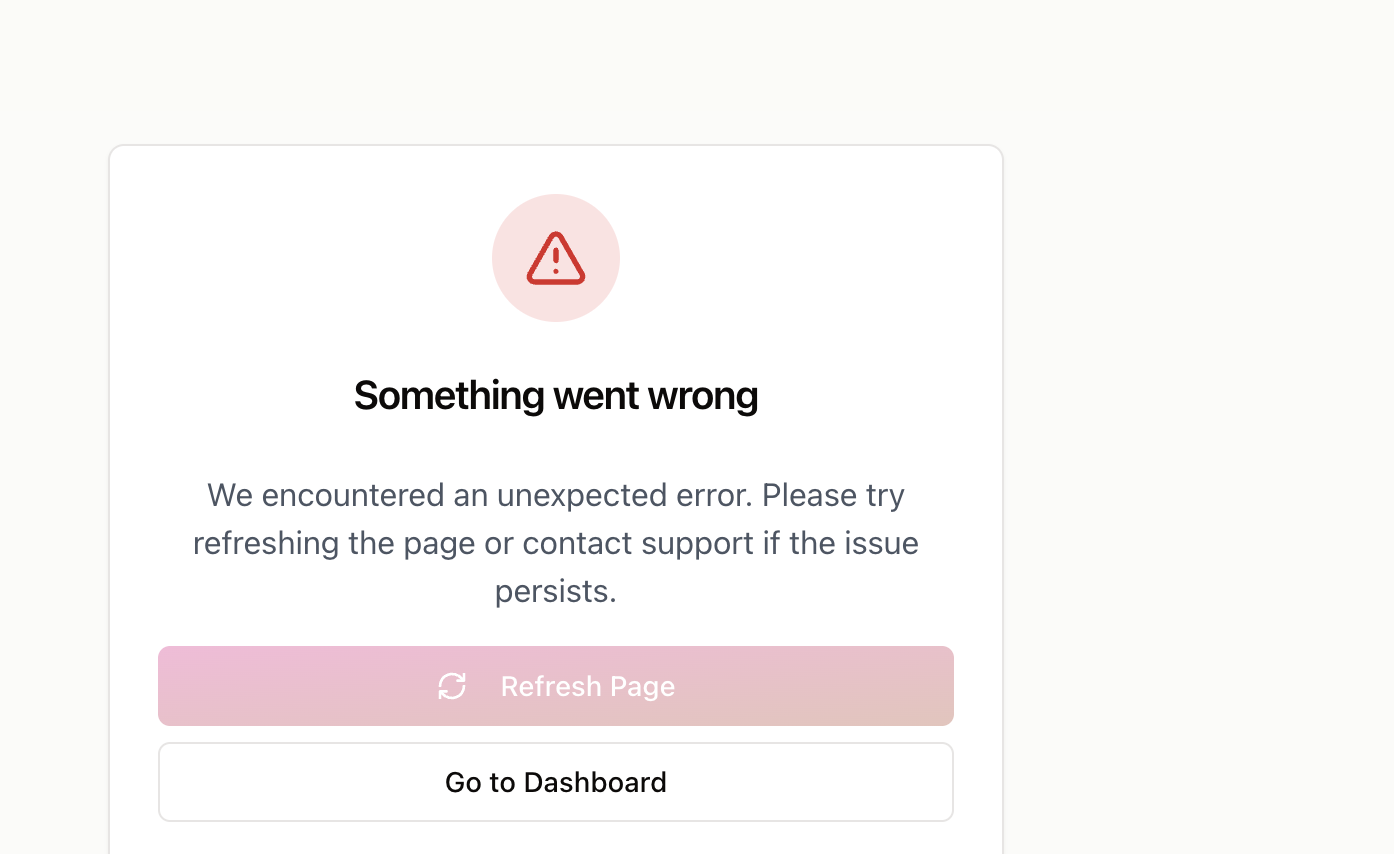 Something went wrong
We encountered an unexpected error. Please try
refreshing the page or contact support if the issue
persists.
Refresh Page
Go to Dashboard